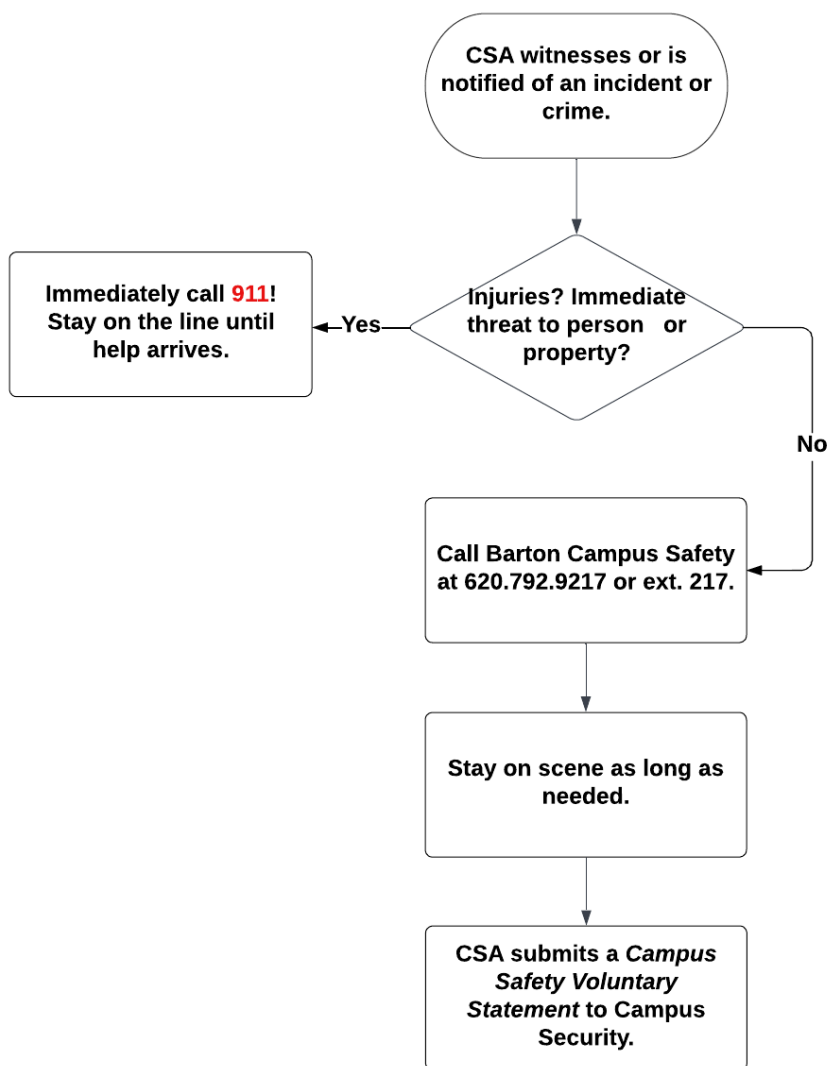 CSA witnesses or is
notified of an incident or
crime.
Immediately call 911!
Stay on the line until
help arrives.
Yes
Injuries? Immediate
threat to person   or
property?
No
Call Barton Campus Safety
at 620.792.9217 or ext. 217.
Stay on scene as long as
needed.
CSA submits a Campus
Safety Voluntary
Statement to Campus
Security.